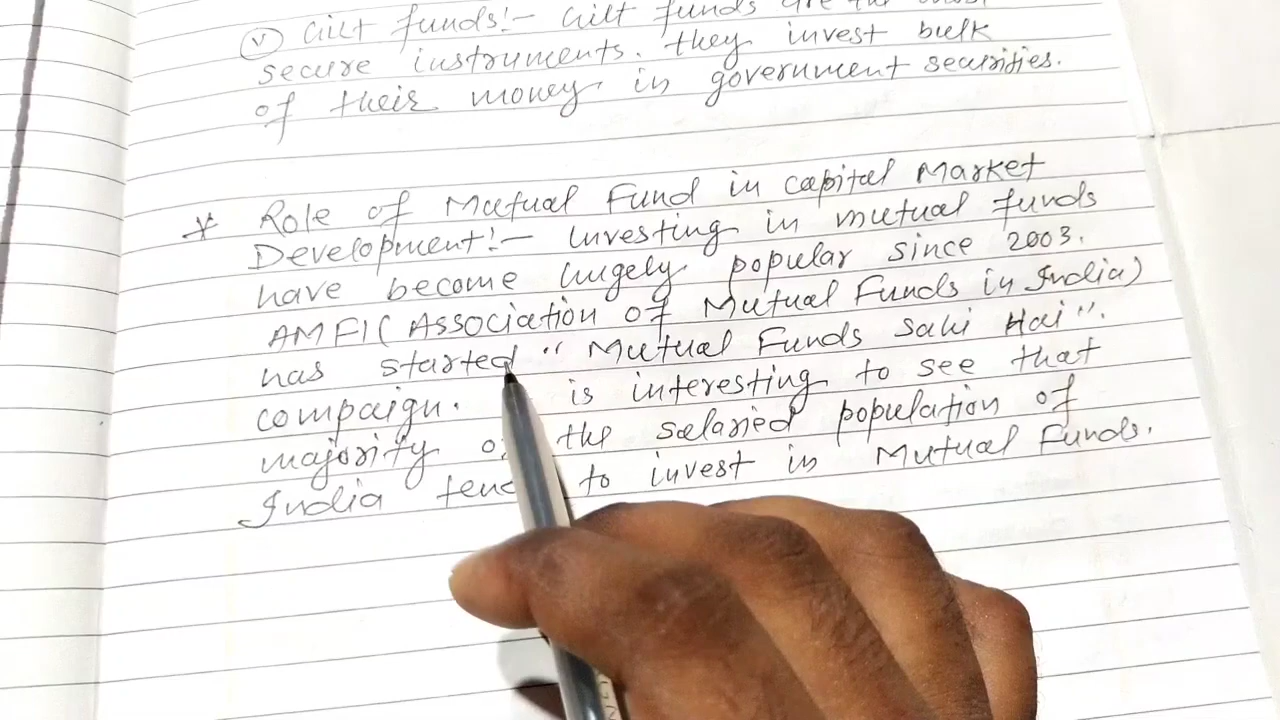 (v) Gilt funds:- Gilt funds are the
secure instruments. they invest bulk
of their money in government securities.
* Role of Mutual Fund in capital Market
Development:- Investing in mutual funds
have become hugely popular since 2003.
AMFI (Association of Mutual Funds in India)
has started "Mutual Funds Sahi Hai".
compaign. is interesting to see that
majority the salaried population of
India to invest in Mutual Funds.